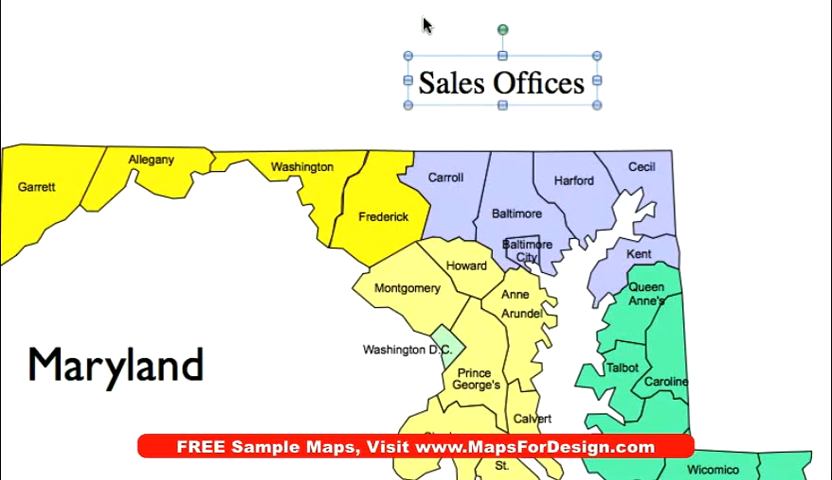 Sales Offices
Garrett
Allegany
Washington
Frederick
Carroll
Baltimore
Harford
Cecil
Baltimore
City
Kent
Howard
Montgomery
Anne
Arundel
Queen
Anne's
Washington D.C.
Prince
George's
Talbot
Caroline
Maryland
Calvert
FREE Sample Maps, Visit www.MapsForDesign.com
St.
Wicomico